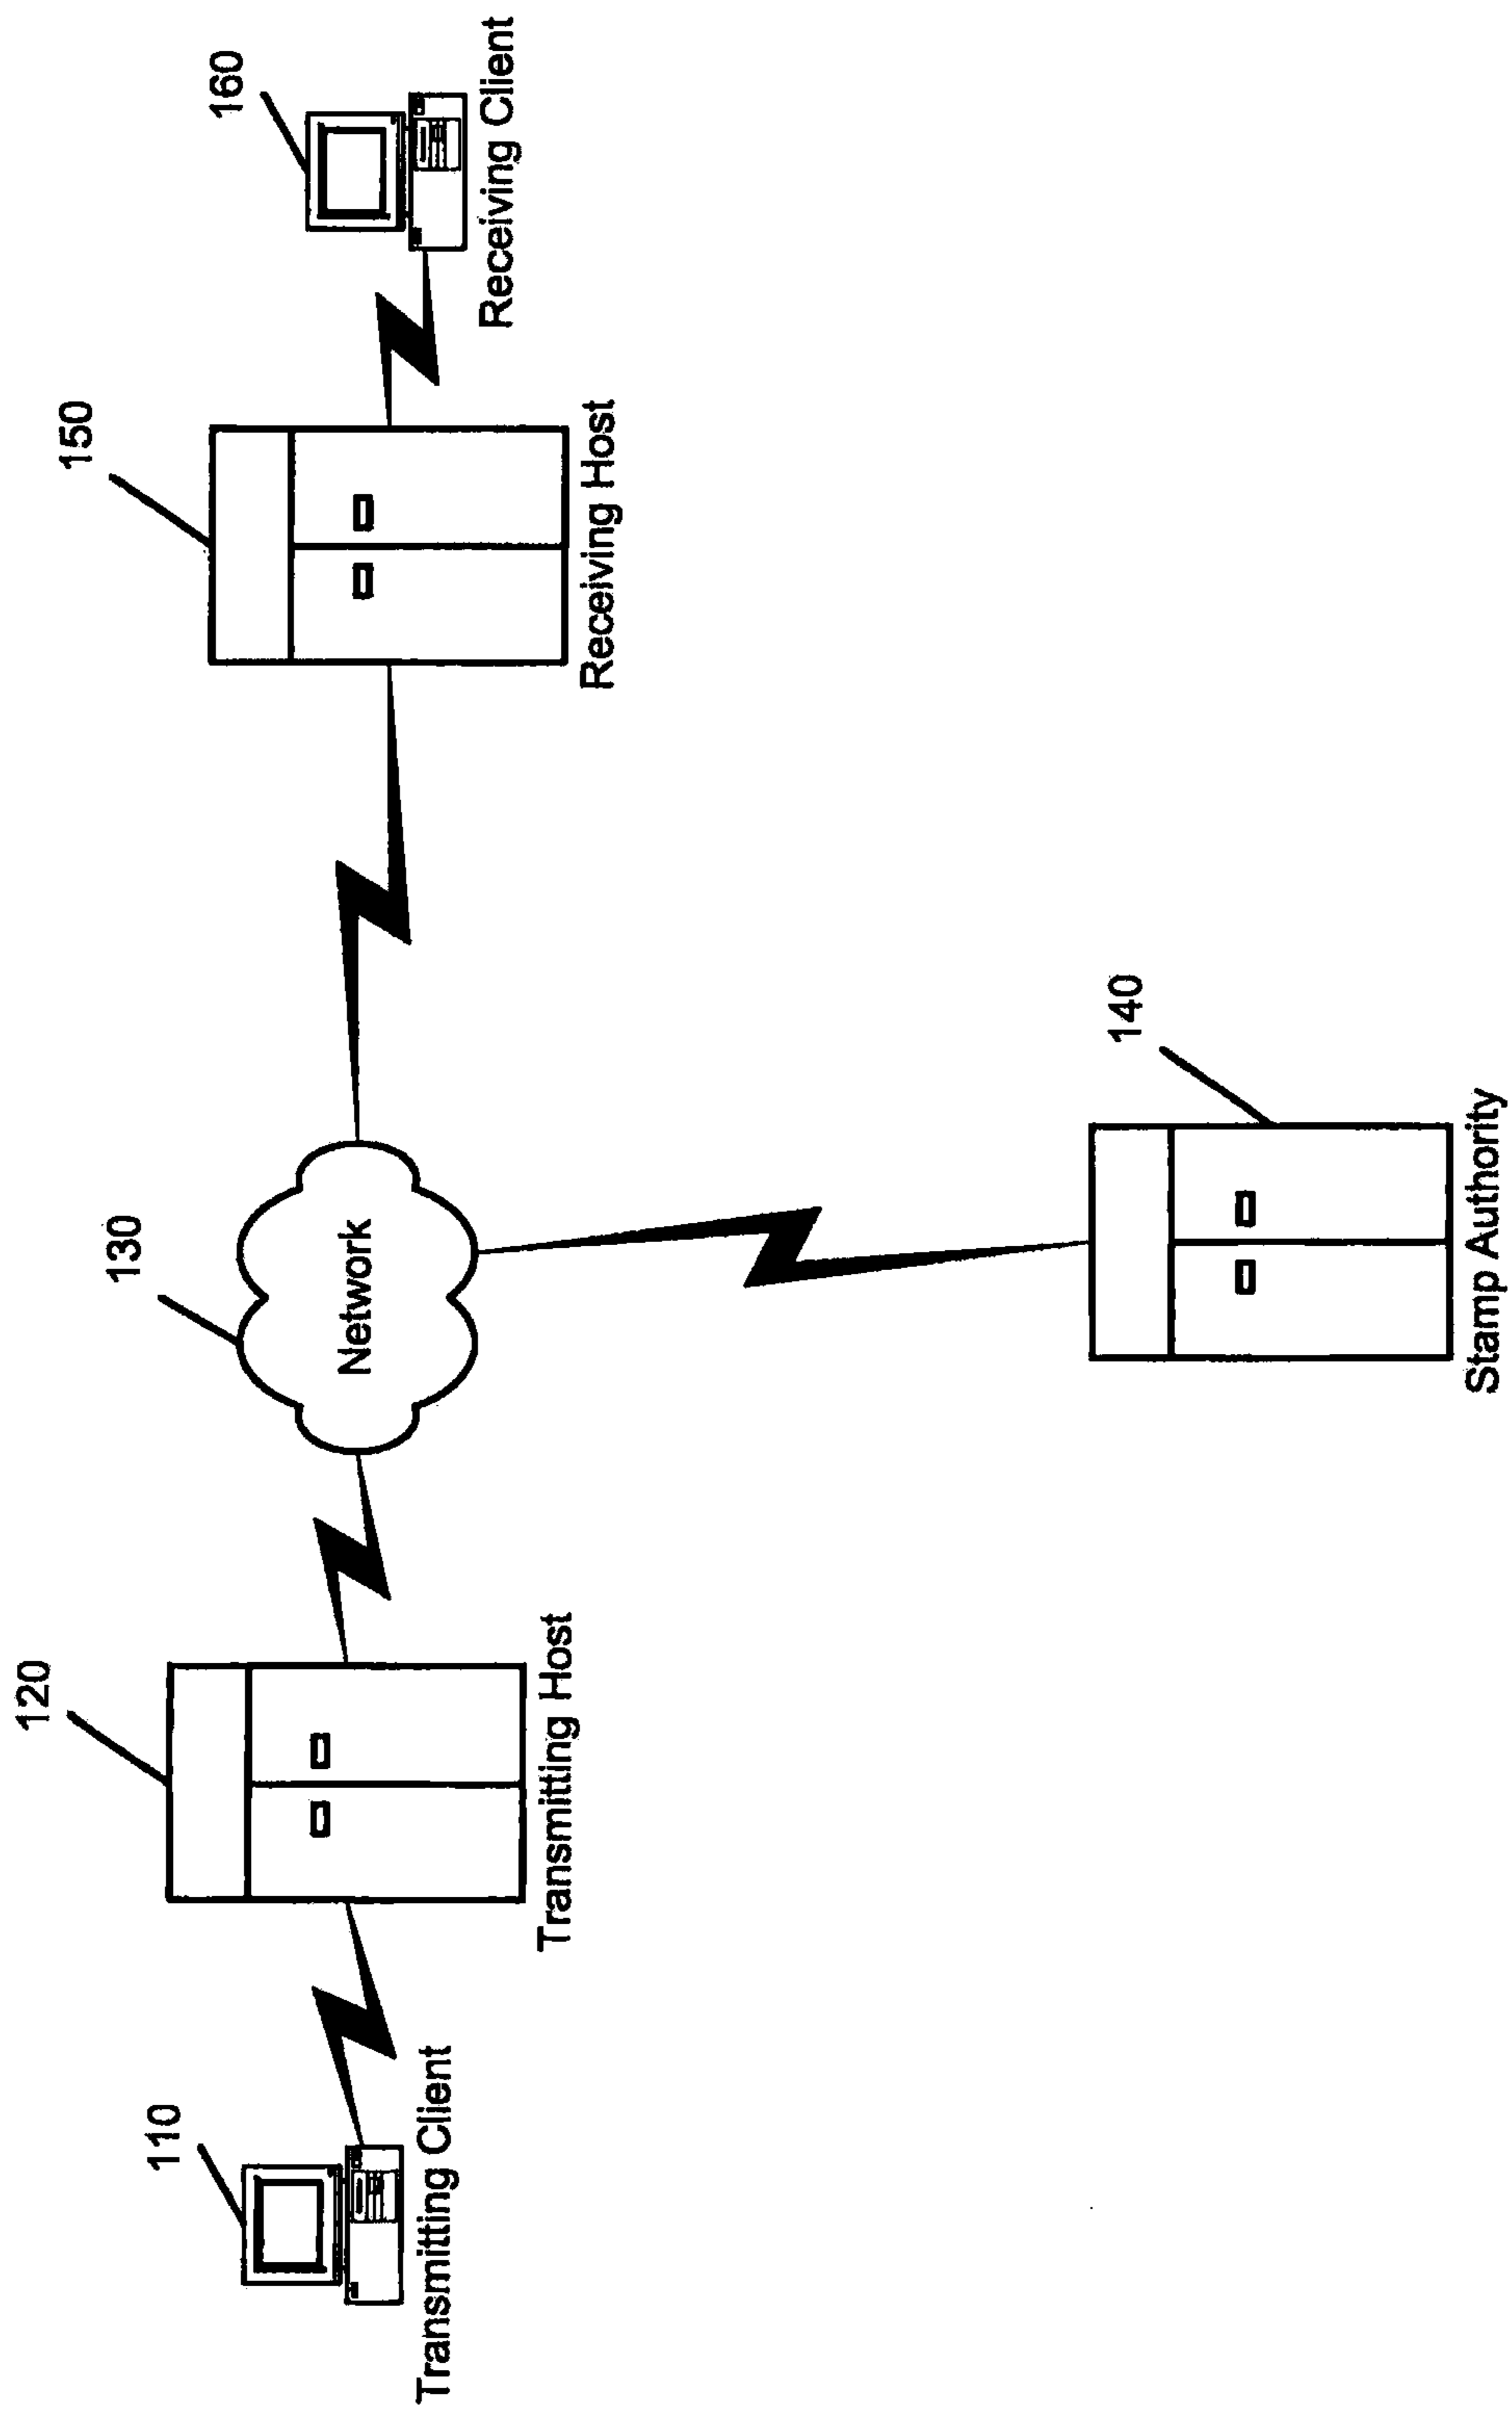 110
Transmitting Client
120
Transmitting Host
130
Network
140
Stamp Authority
150
Receiving Host
160
Receiving Client